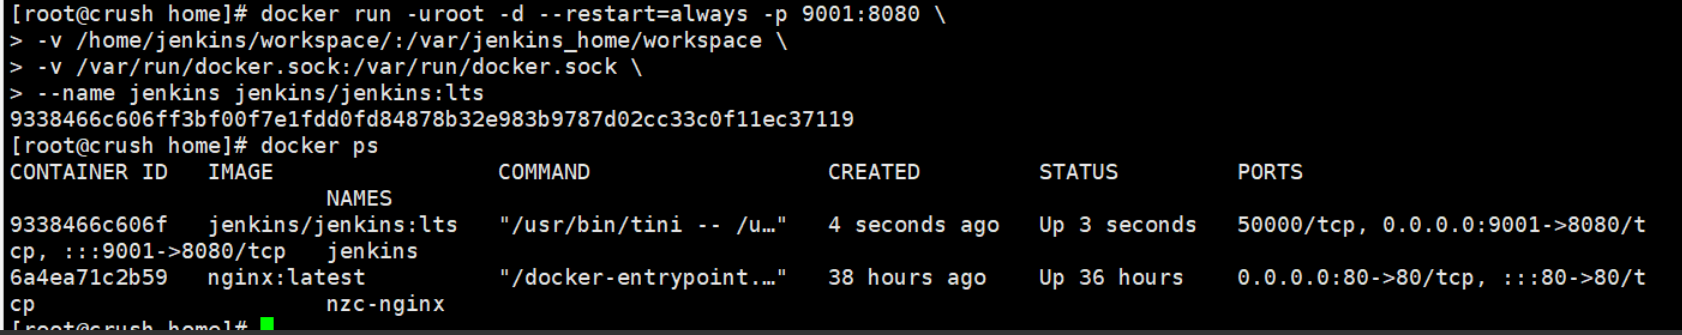 [root@crush home]# docker run -uroot -d --restart=always -p 9001:8080 \
> -v /home/jenkins/workspace/:/var/jenkins_home/workspace \
> -v /var/run/docker.sock:/var/run/docker.sock \
> --name jenkins jenkins/jenkins:lts
9338466c606ff3bf00f7e1fdd0fd84878b32e983b9787d02cc33c0f11ec37119
[root@crush home]# docker ps
CONTAINER ID   IMAGE                 COMMAND                  CREATED         STATUS         PORTS
                        NAMES
9338466c606f   jenkins/jenkins:lts   "/usr/bin/tini -- /u…"   4 seconds ago   Up 3 seconds   50000/tcp, 0.0.0.0:9001->8080/t
cp, :::9001->8080/tcp   jenkins
6a4ea71c2b59   nginx:latest          "/docker-entrypoint.…"   38 hours ago    Up 36 hours    0.0.0.0:80->80/tcp, :::80->80/t
cp                      nzc-nginx
[root@crush home]#